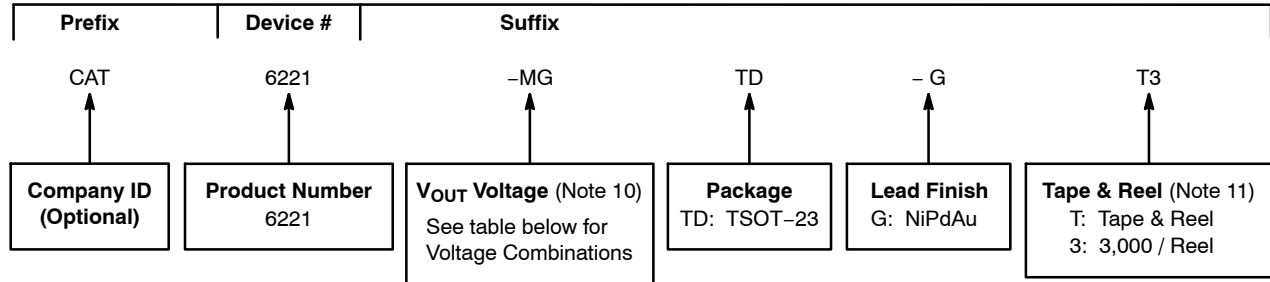 Prefix Device # Suffix
CAT 6221 –MG TD – G T3
Company ID
(Optional)
Product Number
6221
VOUT Voltage (Note 10)
See table below for
Voltage Combinations
Package
TD: TSOT–23
Lead Finish
G: NiPdAu
Tape & Reel (Note 11)
T: Tape & Reel
3: 3,000 / Reel